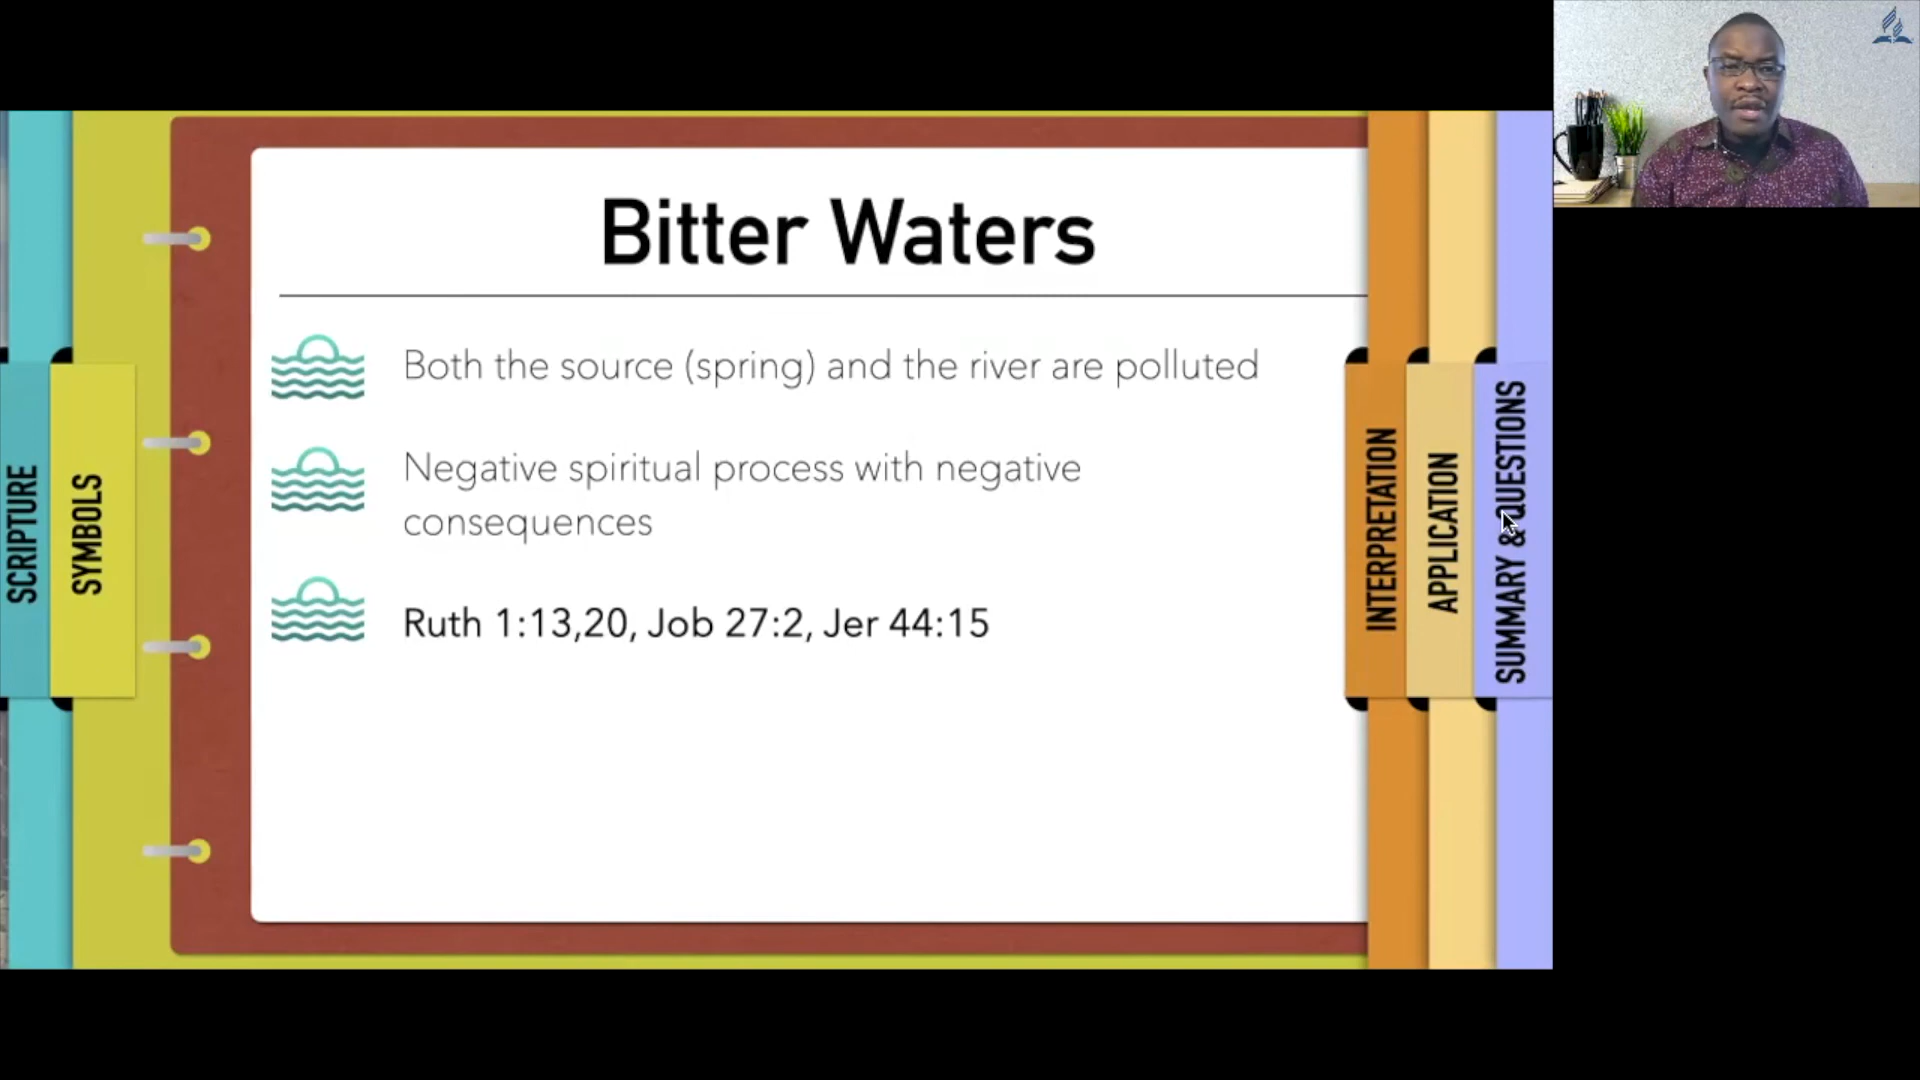 Bitter Waters
Both the source (spring) and the river are polluted
Negative spiritual process with negative
consequences
Ruth 1:13,20, Job 27:2, Jer 44:15
SCRIPTURE
SYMBOLS
INTERPRETATION
APPLICATION
SUMMARY & QUESTIONS